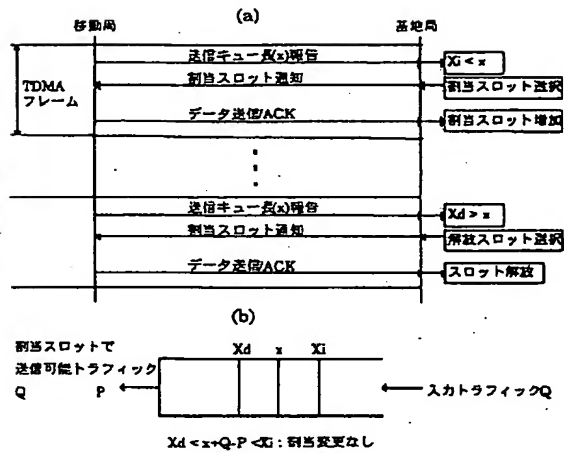 (a)
移動局
基地局
TDMA
フレーム
送信キュー長(x)報告
Xi < x
割当スロット通知
割当スロット選択
データ送信/ACK
割当スロット増加
送信キュー長(x)報告
Xd > x
割当スロット通知
解放スロット選択
データ送信/ACK
スロット解放
(b)
割当スロットで
送信可能トラフィック
Q P
Xd x Xi
入力トラフィックQ
Xd < x+Q-P < Xi : 割当変更なし